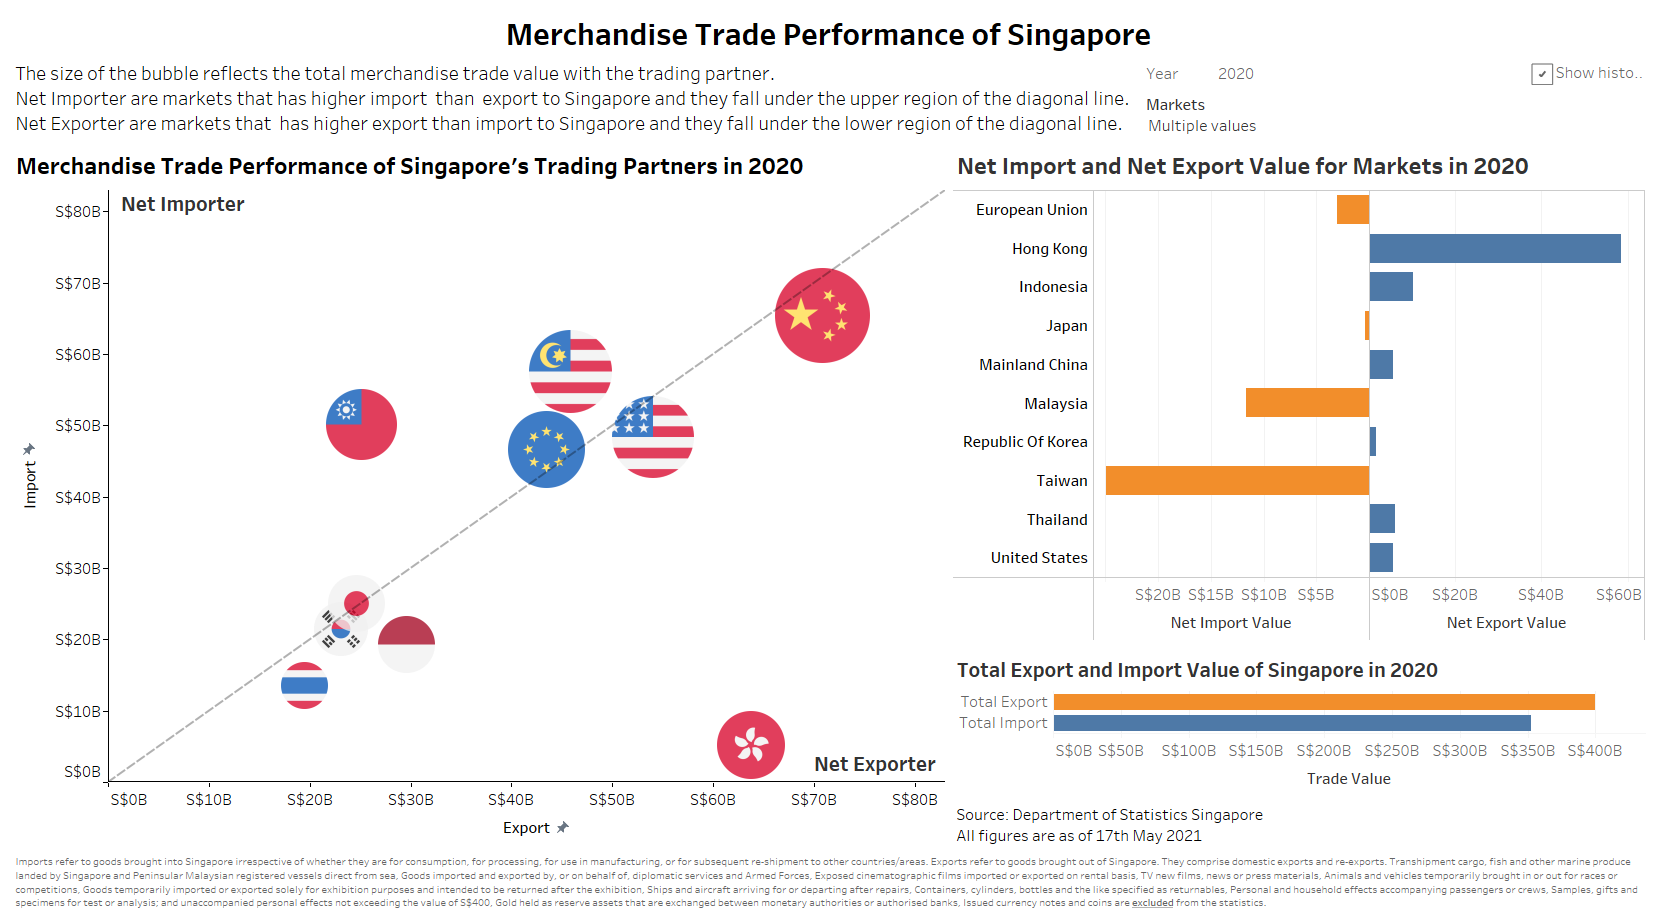 Merchandise Trade Performance of Singapore
The size of the bubble reflects the total merchandise trade value with the trading partner.
Net Importer are markets that has higher import than export to Singapore and they fall under the upper region of the diagonal line.
Net Exporter are markets that has higher export than import to Singapore and they fall under the lower region of the diagonal line.
Year 2020
Show histo..
Markets
Multiple values
Merchandise Trade Performance of Singapore's Trading Partners in 2020
Net Importer
S$80B
S$70B
S$60B
S$50B
S$40B
S$30B
S$20B
S$10B
S$0B
Import
Net Exporter
S$0B S$10B S$20B S$30B S$40B S$50B S$60B S$70B S$80B
Export
Net Import and Net Export Value for Markets in 2020
European Union
Hong Kong
Indonesia
Japan
Mainland China
Malaysia
Republic Of Korea
Taiwan
Thailand
United States
S$20B S$15B S$10B S$5B S$0B S$20B S$40B S$60B
Net Import Value Net Export Value
Total Export and Import Value of Singapore in 2020
Total Export
Total Import
S$0B S$50B S$100B S$150B S$200B S$250B S$300B S$350B S$400B
Trade Value
Source: Department of Statistics Singapore
All figures are as of 17th May 2021
Imports refer to goods brought into Singapore irrespective of whether they are for consumption, for processing, for use in manufacturing, or for subsequent re-shipment to other countries/areas. Exports refer to goods brought out of Singapore. They comprise domestic exports and re-exports. Transhipment cargo, fish and other marine produce
landed by Singapore and Peninsular Malaysian registered vessels direct from sea, Goods imported and exported by, or on behalf of, diplomatic services and Armed Forces, Exposed cinematographic films imported or exported on rental basis, TV new films, news or press materials, Animals and vehicles temporarily brought in or out for races or
competitions, Goods temporarily imported or exported solely for exhibition purposes and intended to be returned after the exhibition, Ships and aircraft arriving for or departing after repairs, Containers, cylinders, bottles and the like specified as returnables, Personal and household effects accompanying passengers or crews, Samples, gifts and
specimens for test or analysis; and unaccompanied personal effects not exceeding the value of S$400, Gold held as reserve assets that are exchanged between monetary authorities or authorised banks, Issued currency notes and coins are excluded from the statistics.